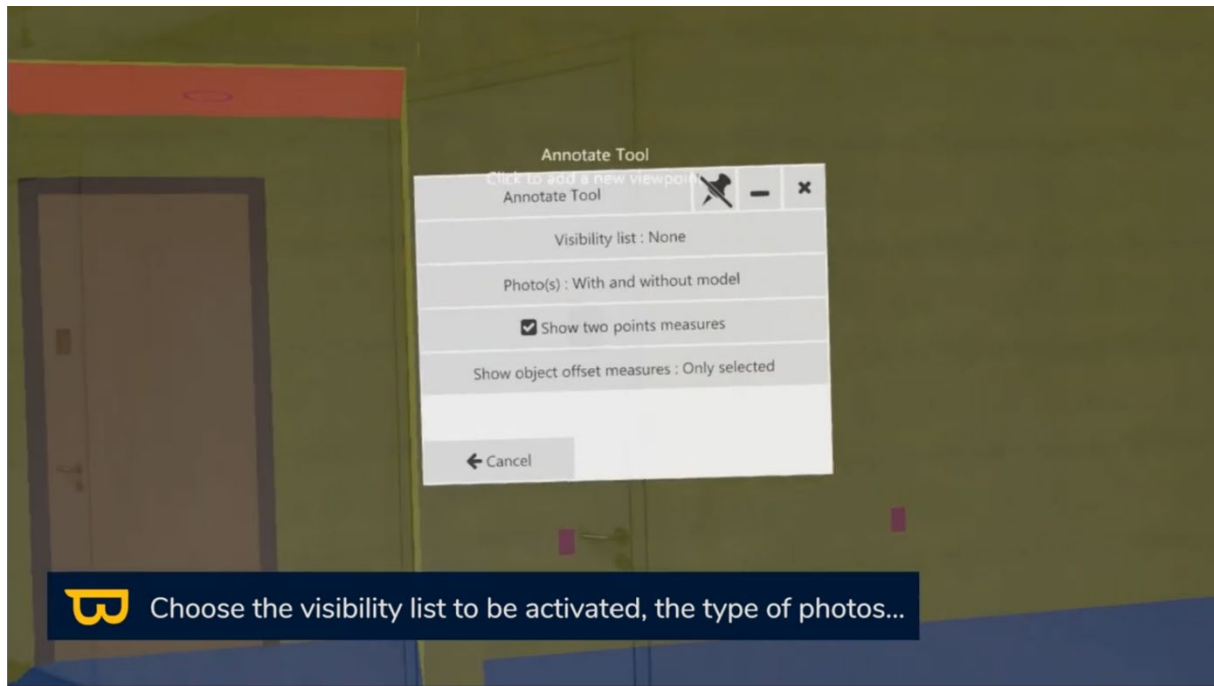 Annotate Tool
Click to add a new viewpoint
Annotate Tool
Visibility list : None
Photo(s) : With and without model
Show two points measures
Show object offset measures : Only selected
Cancel
Choose the visibility list to be activated, the type of photos...